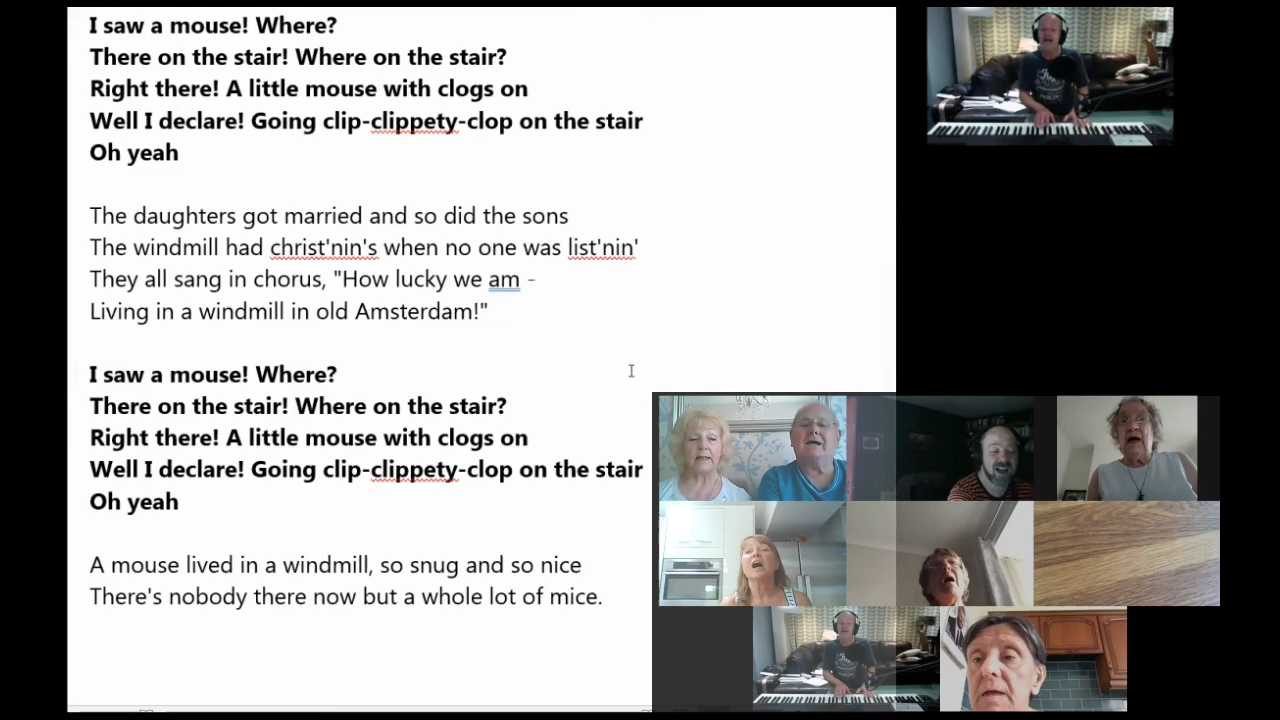 I saw a mouse! Where?
There on the stair! Where on the stair?
Right there! A little mouse with clogs on
Well I declare! Going clip-clippety-clop on the stair
Oh yeah
The daughters got married and so did the sons
The windmill had christ'nin's when no one was list'nin'
They all sang in chorus, "How lucky we am -
Living in a windmill in old Amsterdam!"
I saw a mouse! Where?
There on the stair! Where on the stair?
Right there! A little mouse with clogs on
Well I declare! Going clip-clippety-clop on the stair
Oh yeah
A mouse lived in a windmill, so snug and so nice
There's nobody there now but a whole lot of mice.